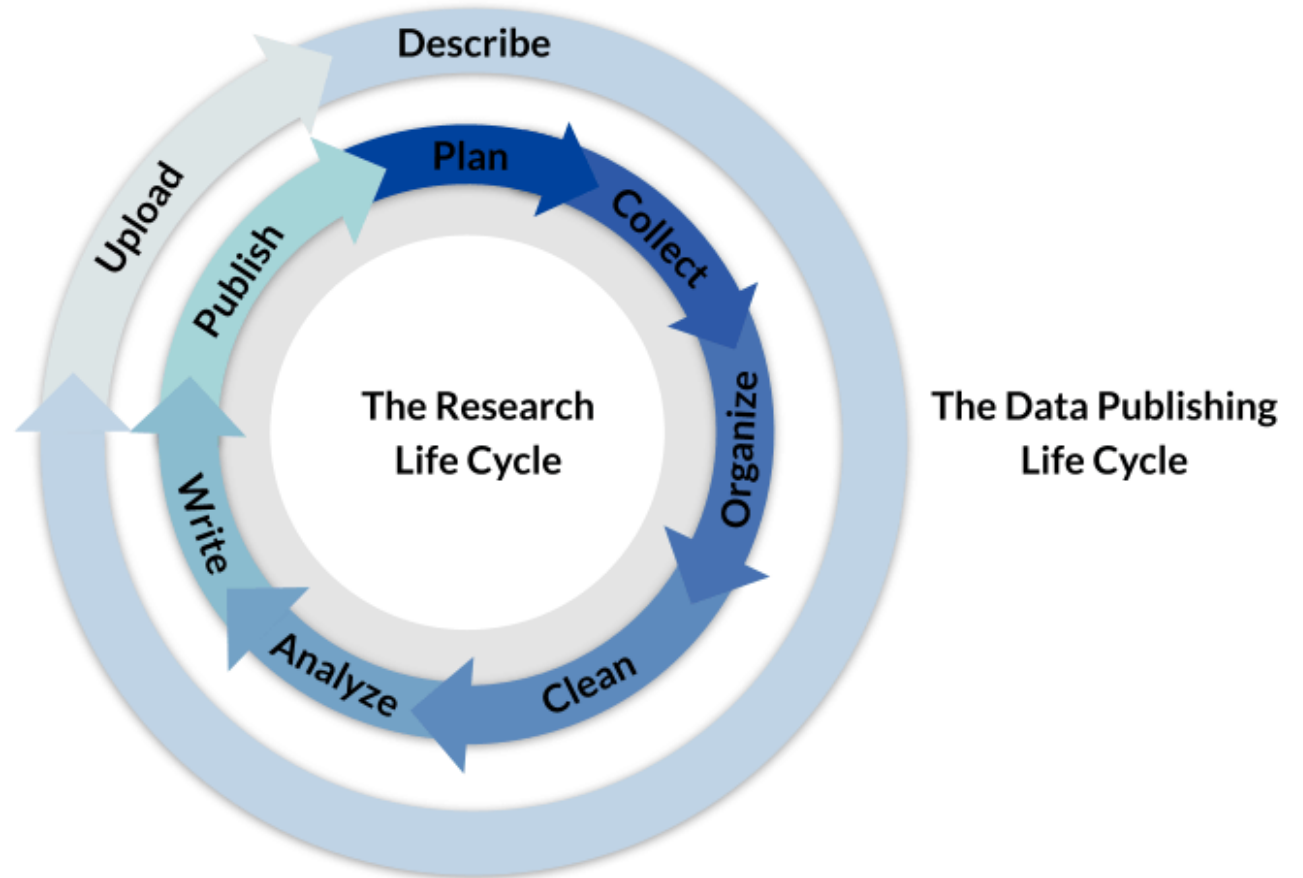 Describe
Upload
Plan
Collect
Organize
Clean
Analyze
Write
Publish
The Research
Life Cycle
The Data Publishing
Life Cycle